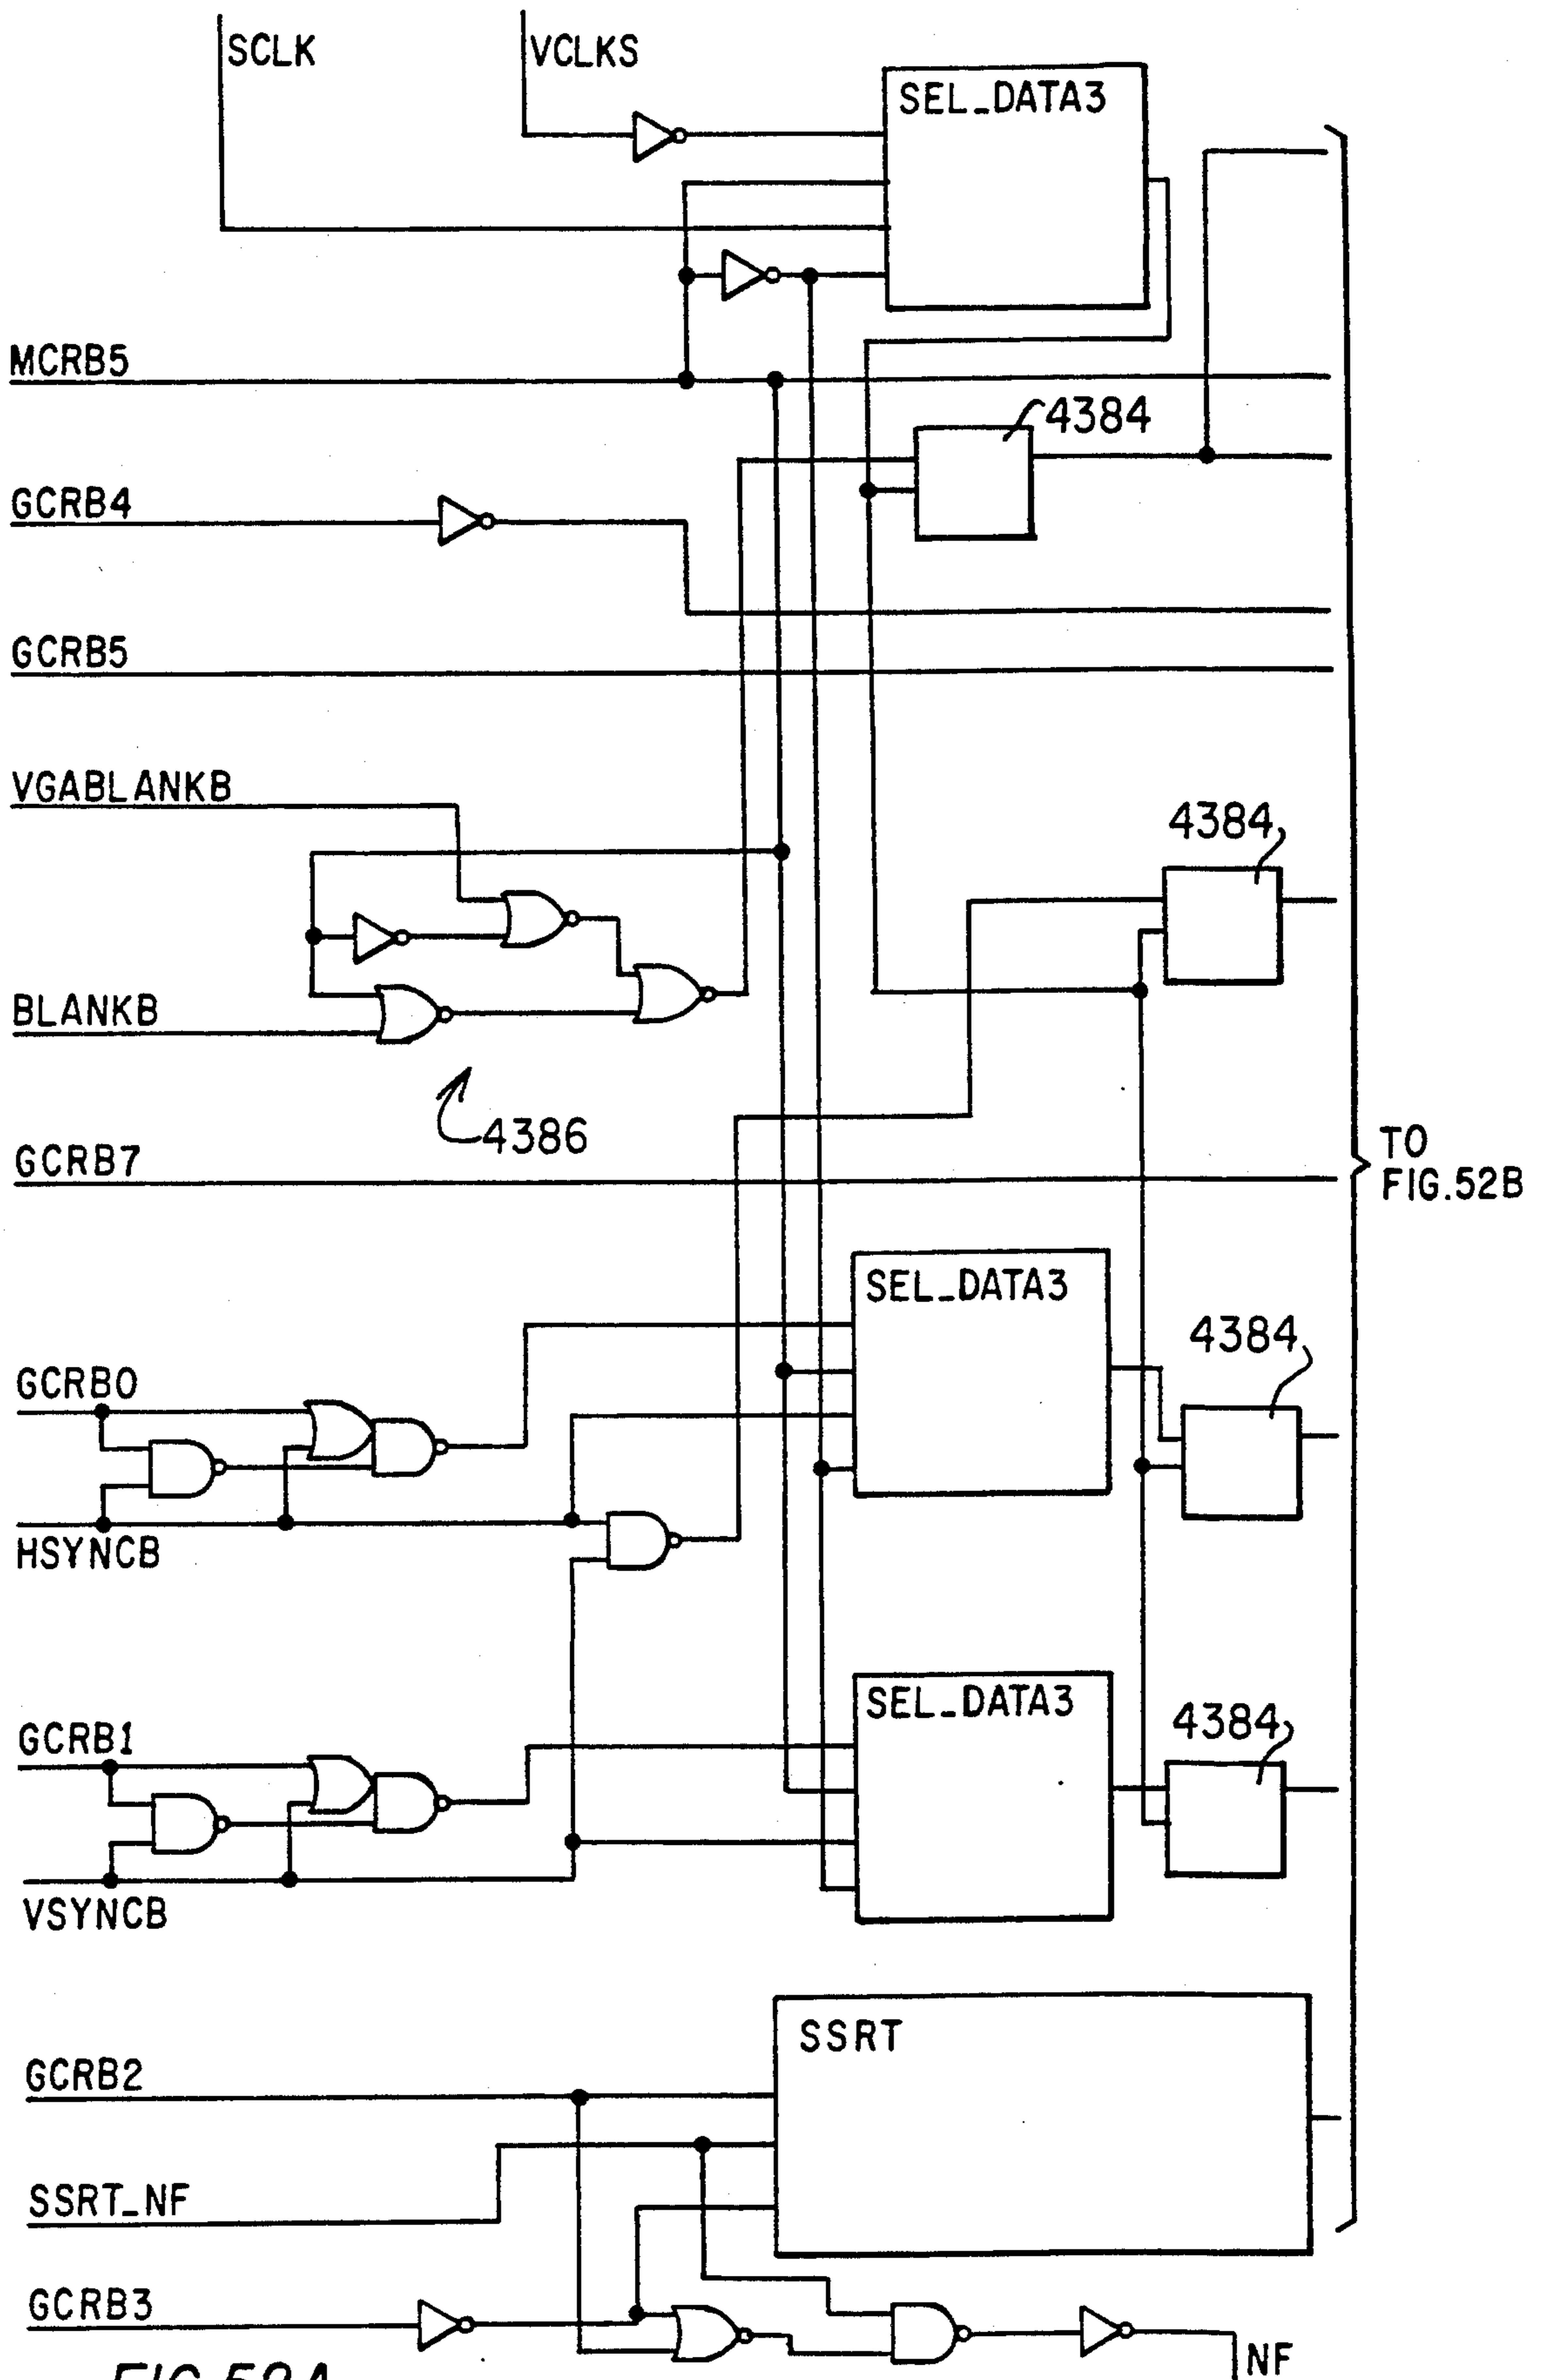 SCLK
VCLKS
SEL_DATA3
MCRB5
4384
GCRB4
GCRB5
VGABLANKB
4384
BLANKB
4386
GCRB7
TO
FIG.52B
SEL_DATA3
4384
GCRB0
HSYNCB
SEL_DATA3
4384
GCRB1
VSYNCB
SSRT
GCRB2
SSRT_NF
GCRB3
NF